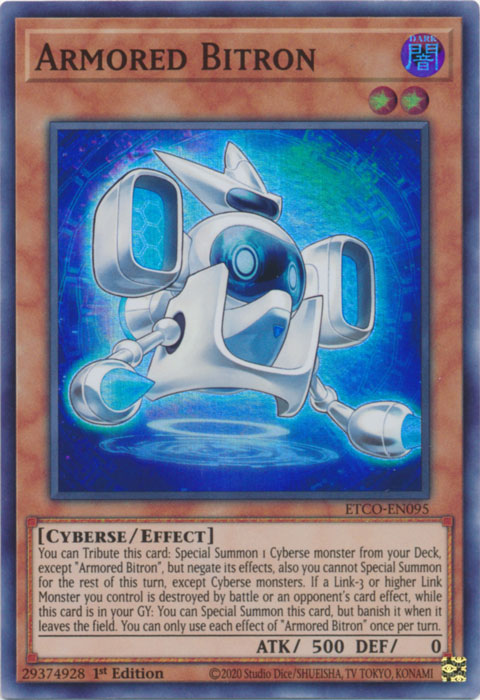 ARMORED BITRON
DARK
闇
ETCO-EN095
[CYBERSE/EFFECT]
You can Tribute this card: Special Summon 1 Cyberse monster from your Deck,
except "Armored Bitron", but negate its effects, also you cannot Special Summon
for the rest of this turn, except Cyberse monsters. If a Link-3 or higher Link
Monster you control is destroyed by battle or an opponent's card effect, while
this card is in your GY: You can Special Summon this card, but banish it when it
leaves the field. You can only use each effect of "Armored Bitron" once per turn.
ATK/ 500 DEF/ 0
29374928 1st Edition ©2020 Studio Dice/SHUEISHA, TV TOKYO, KONAMI